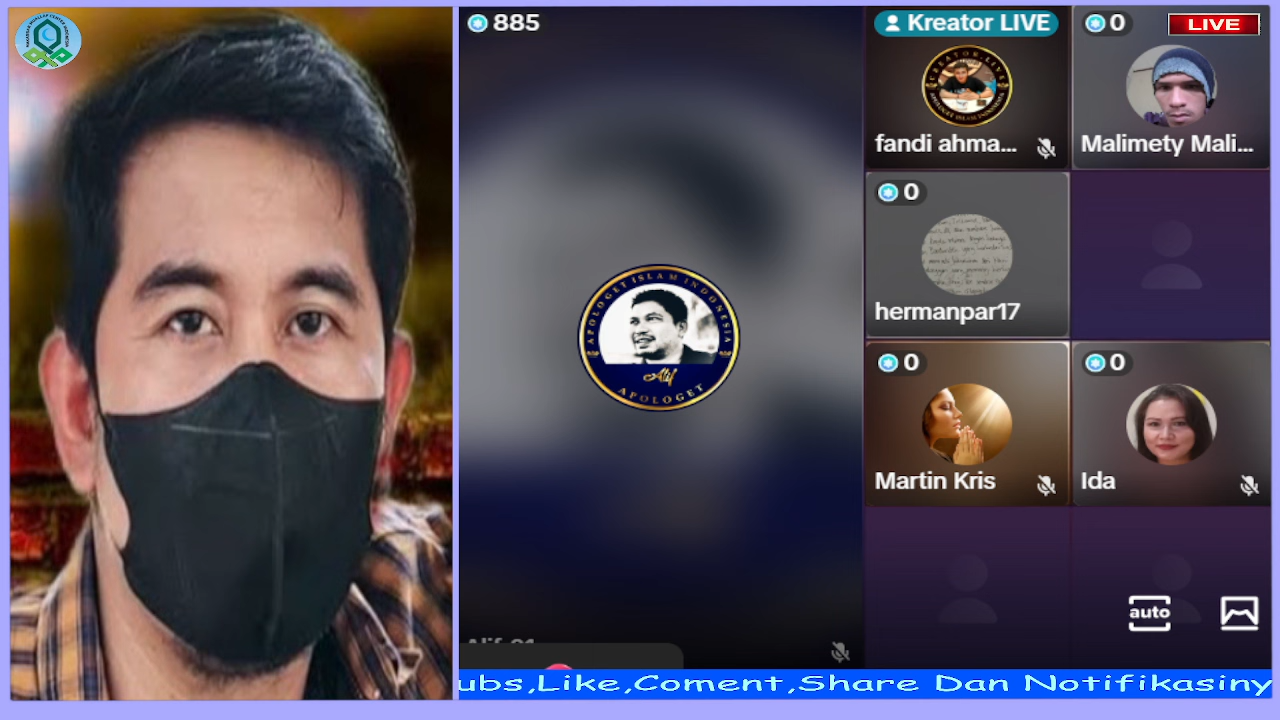 885
Kreator LIVE
fandi ahma...
0
LIVE
Malimety Mali...
0
hermanpar17
APOLOGET ISLAM INDONESIA
Alif
APOLOGET
0
Martin Kris
0
Ida
auto
ubs,Like,Coment,Share Dan Notifikasiny